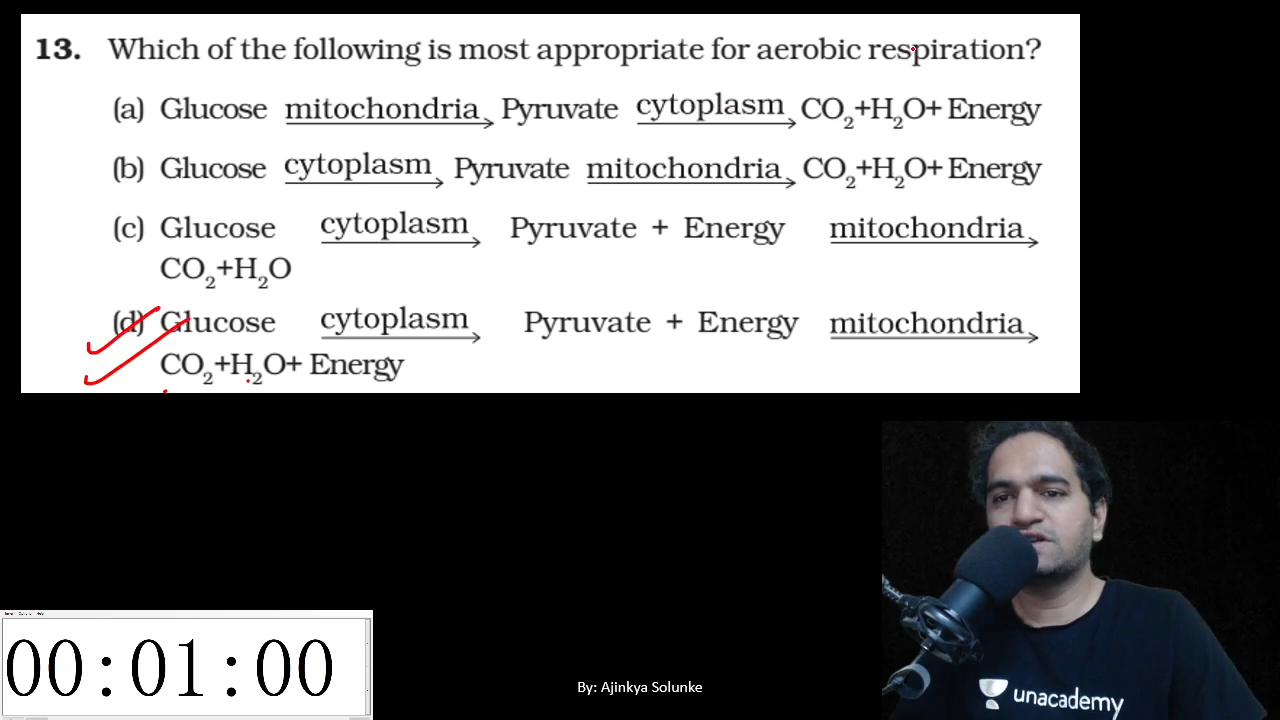 13. Which of the following is most appropriate for aerobic respiration?
(a) Glucose mitochondria Pyruvate cytoplasm CO₂+H₂O+ Energy
(b) Glucose cytoplasm Pyruvate mitochondria CO₂+H₂O+ Energy
(c) Glucose cytoplasm Pyruvate + Energy mitochondria
CO₂+H₂O
(d) Glucose cytoplasm Pyruvate + Energy mitochondria
CO₂+H₂O+ Energy
unacademy
00:01:00
By: Ajinkya Solunke